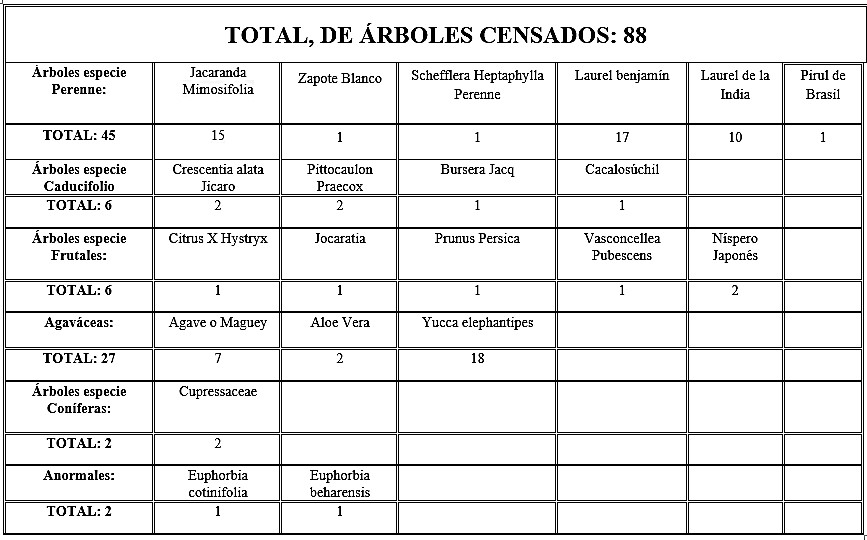 TOTAL, DE ÁRBOLES CENSADOS: 88
Árboles especie Perenne: Jacaranda Mimosifolia Zapote Blanco Schefflera Heptaphylla Perenne Laurel benjamín Laurel de la India Pirul de Brasil
TOTAL: 45 15 1 1 17 10 1
Árboles especie Caducifolio Crescentia alata Jicaro Pittocaulon Praecox Bursera Jacq Cacalosúchil
TOTAL: 6 2 2 1 1
Árboles especie Frutales: Citrus X Hystryx Jocaratia Prunus Persica Vasconcellea Pubescens Níspero Japonés
TOTAL: 6 1 1 1 1 2
Agaváceas: Agave o Maguey Aloe Vera Yucca elephantipes
TOTAL: 27 7 2 18
Árboles especie Coníferas: Cupressaceae
TOTAL: 2 2
Anormales: Euphorbia cotinifolia Euphorbia beharensis
TOTAL: 2 1 1